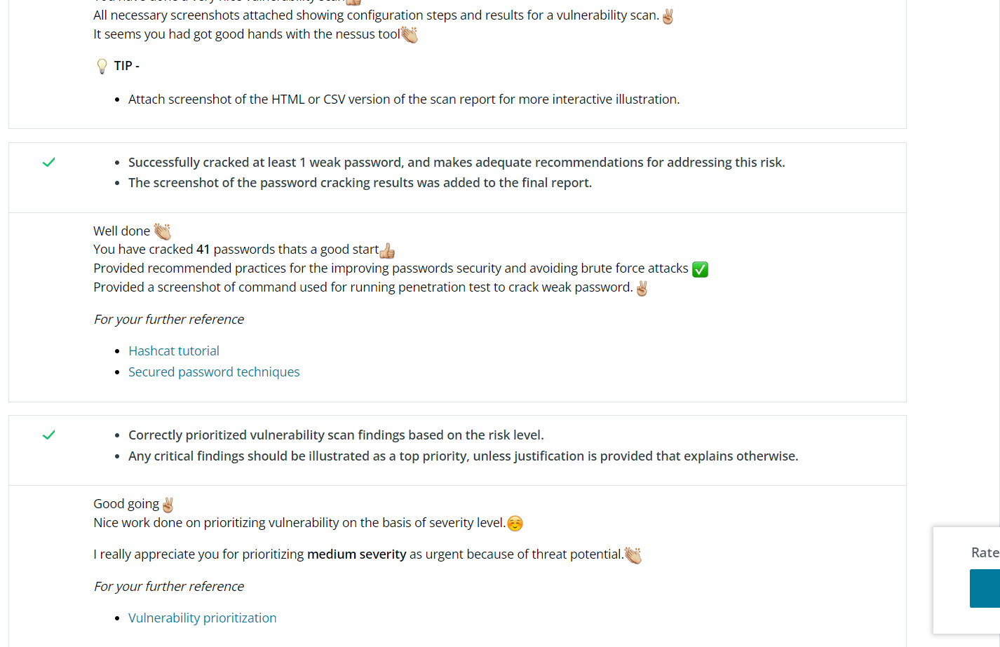 All necessary screenshots attached showing configuration steps and results for a vulnerability scan.
It seems you had got good hands with the nessus tool
TIP -
Attach screenshot of the HTML or CSV version of the scan report for more interactive illustration.
Successfully cracked at least 1 weak password, and makes adequate recommendations for addressing this risk.
The screenshot of the password cracking results was added to the final report.
Well done
You have cracked 41 passwords thats a good start
Provided recommended practices for the improving passwords security and avoiding brute force attacks
Provided a screenshot of command used for running penetration test to crack weak password.
For your further reference
Hashcat tutorial
Secured password techniques
Correctly prioritized vulnerability scan findings based on the risk level.
Any critical findings should be illustrated as a top priority, unless justification is provided that explains otherwise.
Good going
Nice work done on prioritizing vulnerability on the basis of severity level.
I really appreciate you for prioritizing medium severity as urgent because of threat potential.
Rate
For your further reference
Vulnerability prioritization